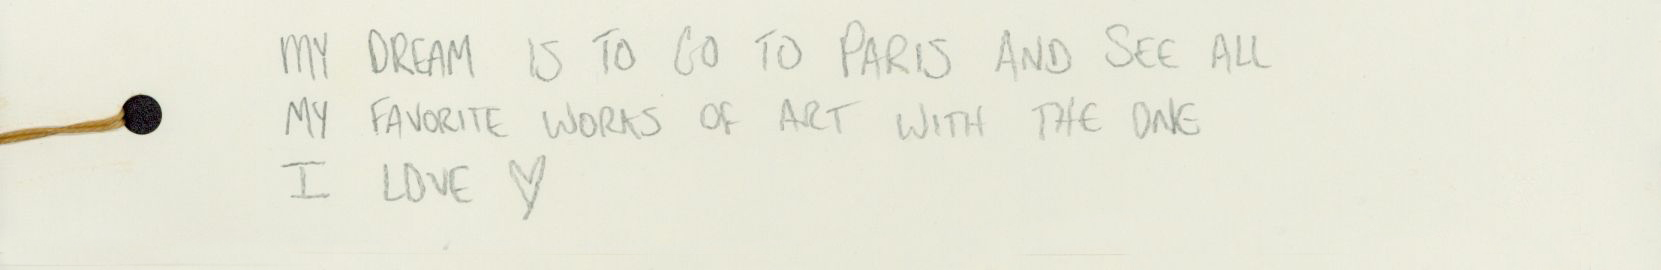 MY DREAM IS TO GO TO PARIS AND SEE ALL
MY FAVORITE WORKS OF ART WITH THE ONE
I LOVE ♡